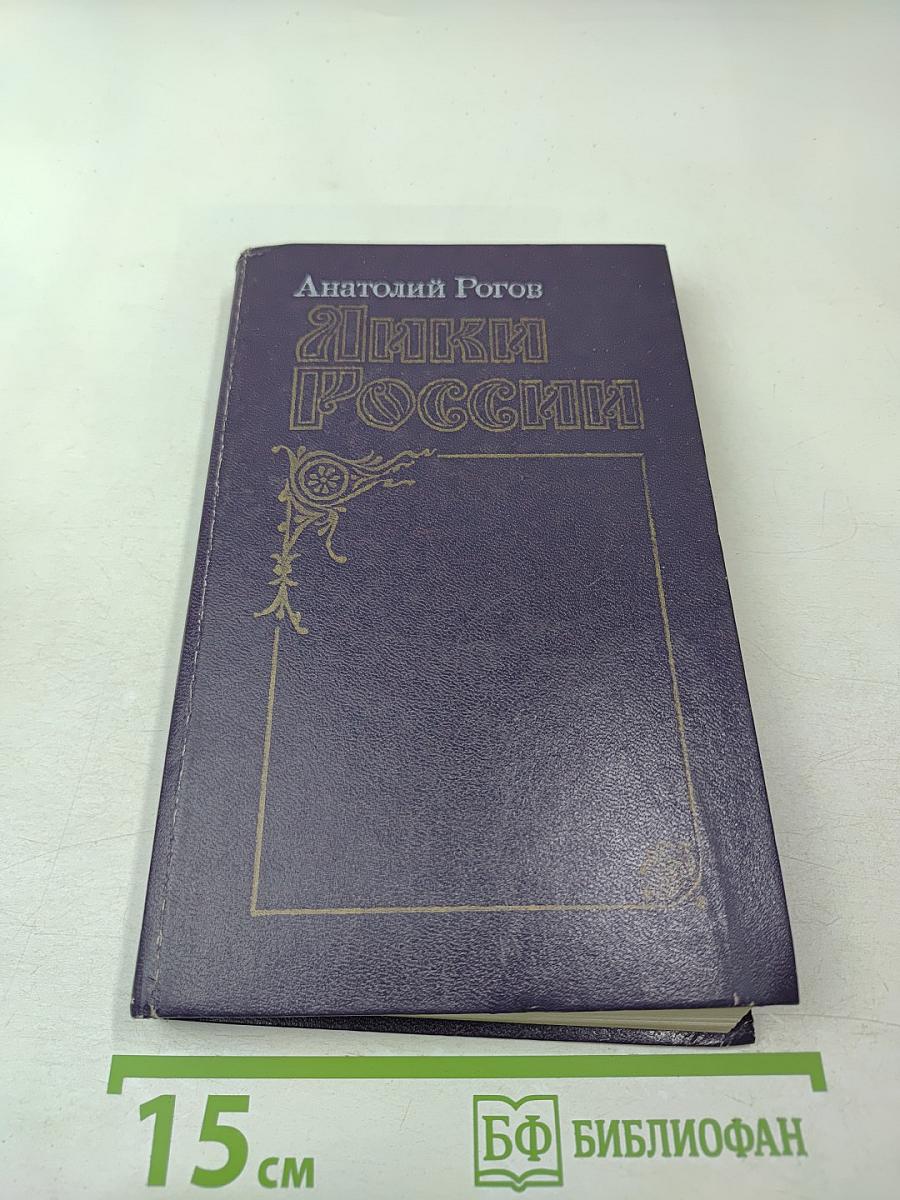 Анатолий Рогов
Лики
России
15 см
БФ БИБЛИОФАН